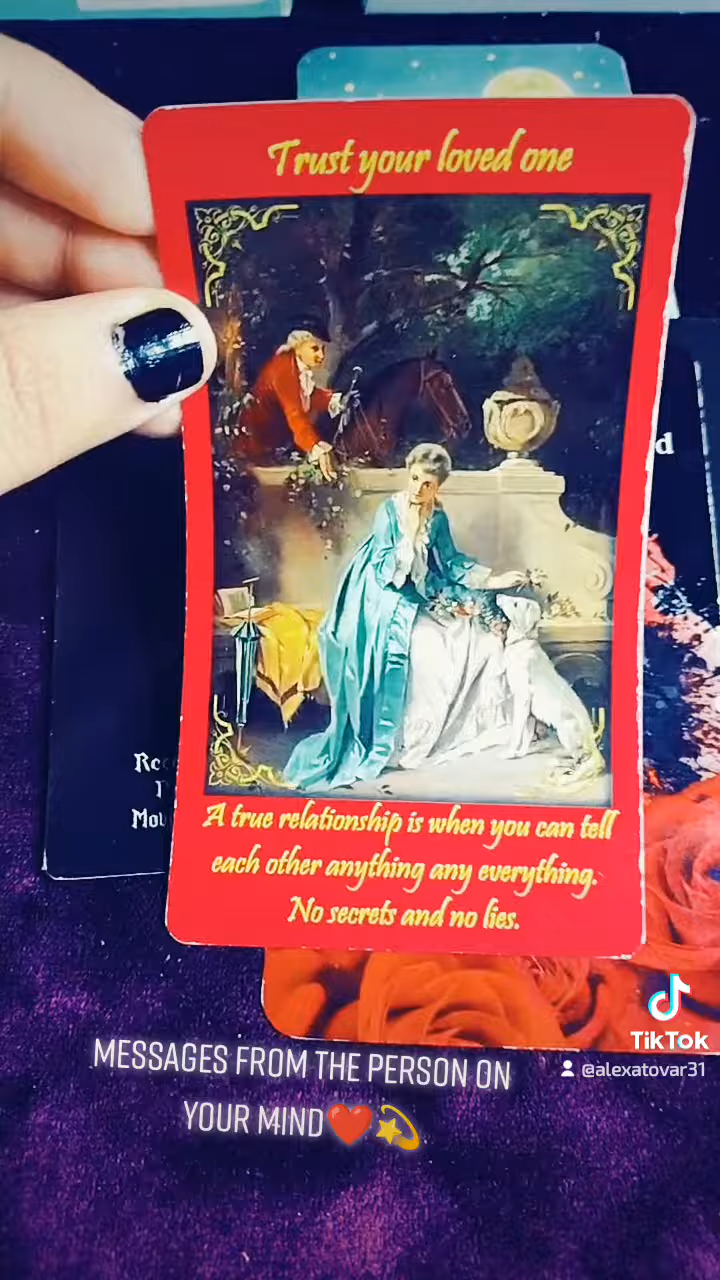 Trust your loved one
d
A true relationship is when you can tell
each other anything any everything.
No secrets and no lies.
TikTok
@alexatovar31
MESSAGES FROM THE PERSON ON
YOUR MIND❤️💫